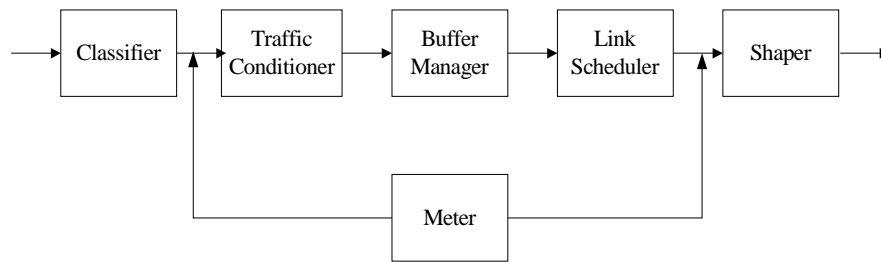 Classifier
Traffic
Conditioner
Buffer
Manager
Link
Scheduler
Shaper
Meter